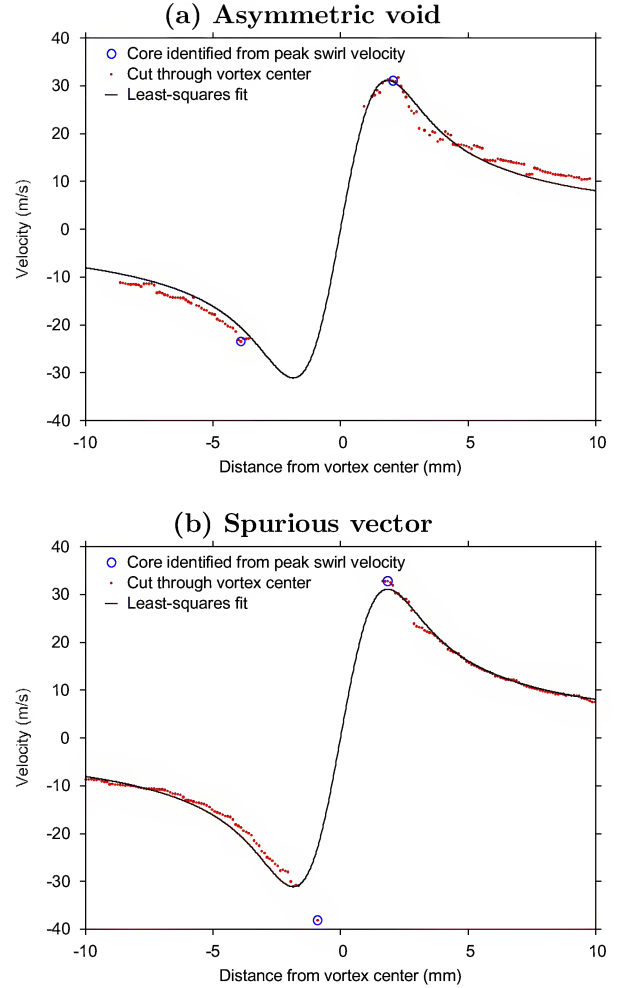 (a) Asymmetric void
40
Core identified from peak swirl velocity
30
Cut through vortex center
Least-squares fit
20
10
0
-10
-20
-30
-40
Velocity (m/s)
-10 -5 0 5 10
Distance from vortex center (mm)
(b) Spurious vector
40
Core identified from peak swirl velocity
30
Cut through vortex center
Least-squares fit
20
10
0
-10
-20
-30
-40
Velocity (m/s)
-10 -5 0 5 10
Distance from vortex center (mm)